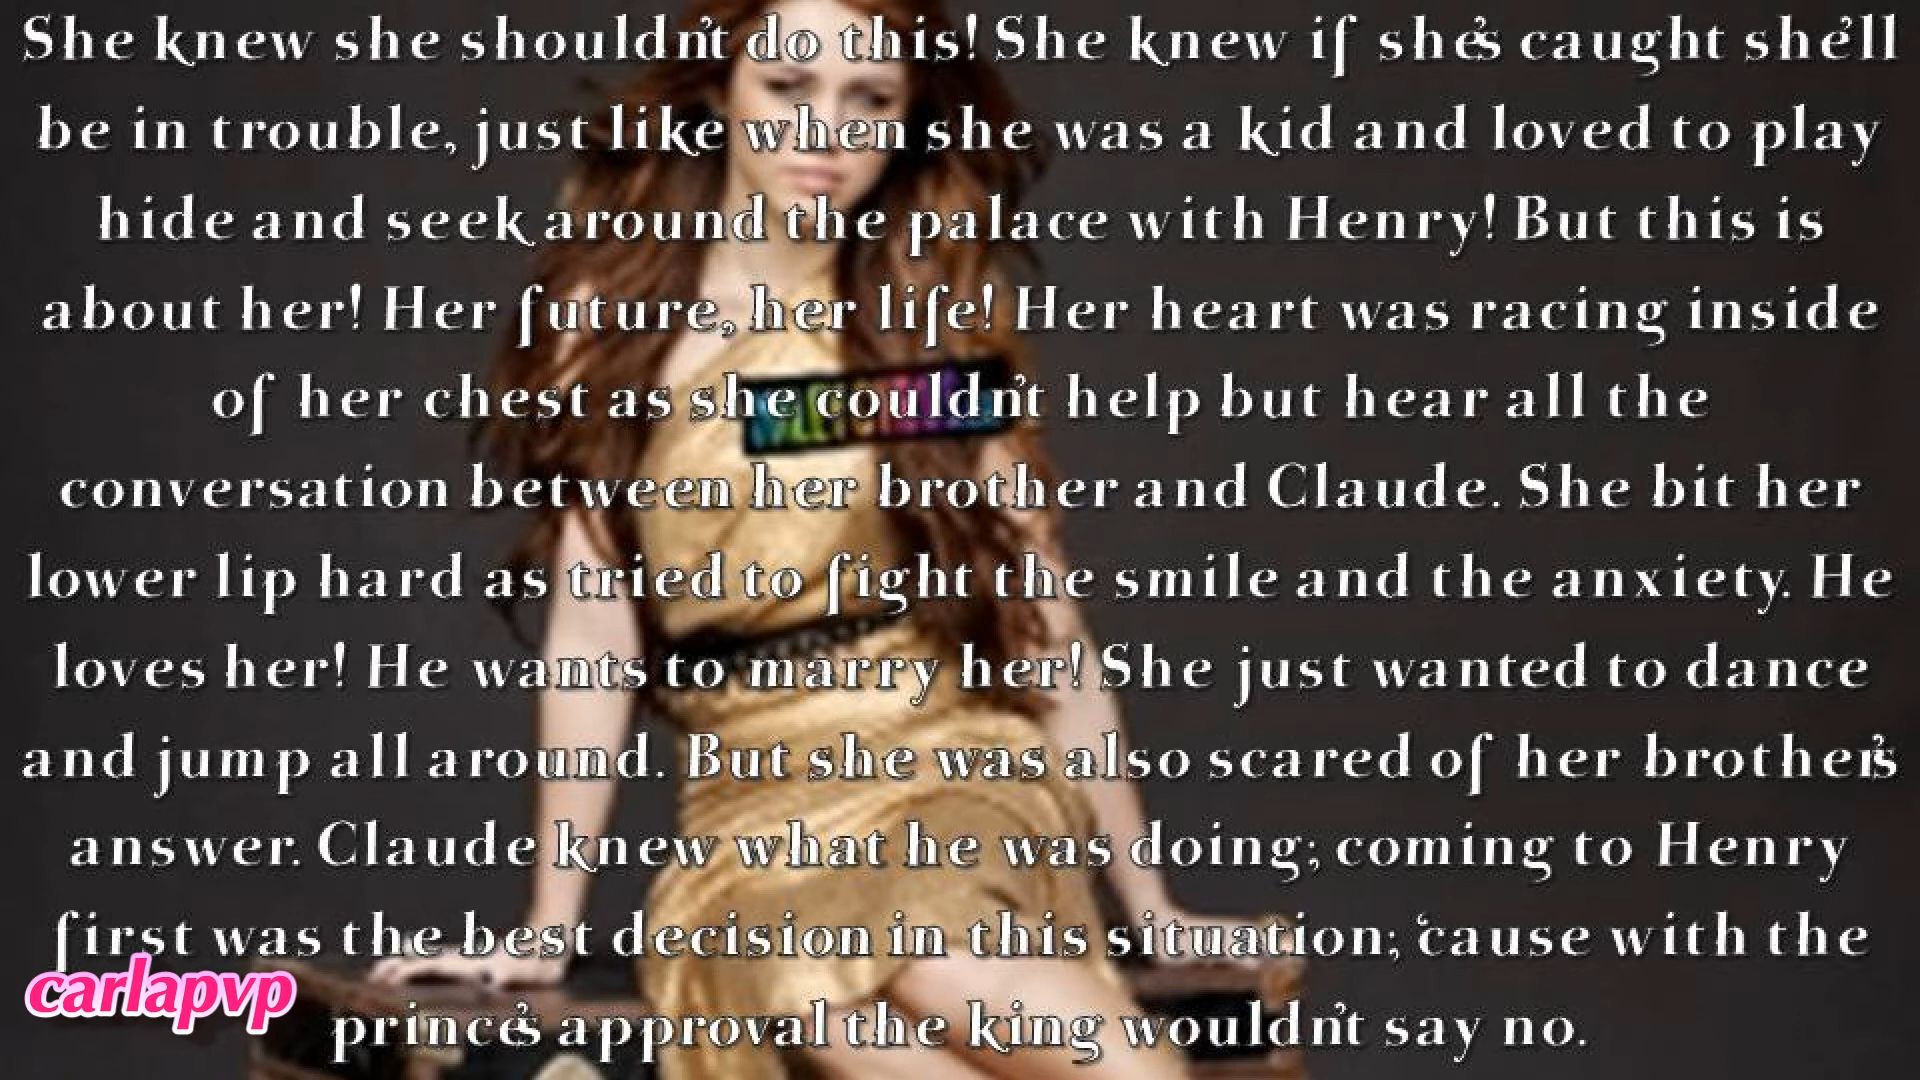 She knew she shouldn't do this! She knew if she's caught she'll
be in trouble, just like when she was a kid and loved to play
hide and seek around the palace with Henry! But this is
about her! Her future, her life! Her heart was racing inside
of her chest as she couldn't help but hear all the
conversation between her brother and Claude. She bit her
lower lip hard as tried to fight the smile and the anxiety. He
loves her! He wants to marry her! She just wanted to dance
and jump all around. But she was also scared of her brother's
answer. Claude knew what he was doing; coming to Henry
first was the best decision in this situation; 'cause with the
prince's approval the king wouldn't say no.
carlapvp